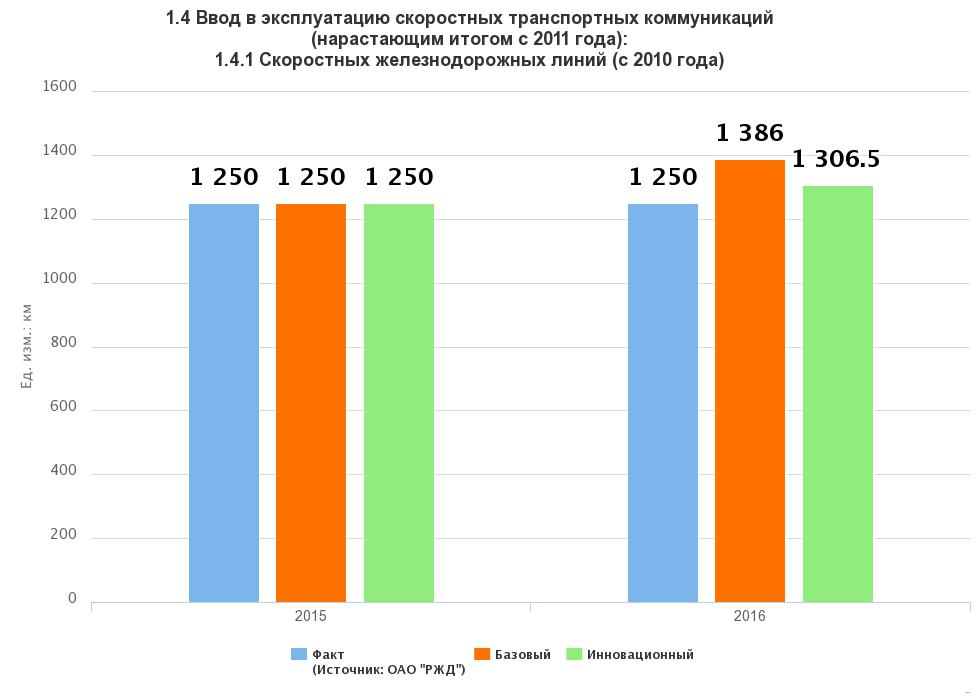 1.4 Ввод в эксплуатацию скоростных транспортных коммуникаций
(нарастающим итогом с 2011 года):
1.4.1 Скоростных железнодорожных линий (с 2010 года)
1600
1400
1200
1000
800
600
400
200
0
Ед. изм.: км
1 250
1 250
1 250
1 250
1 386
1 306.5
2015
2016
Факт
(Источник: ОАО "РЖД")
Базовый
Инновационный